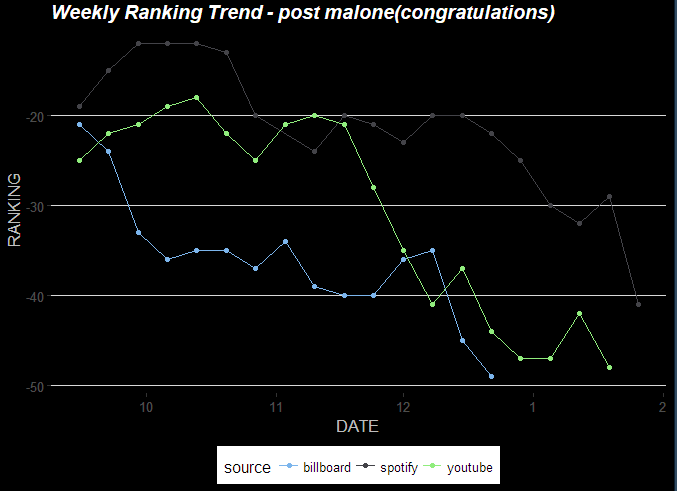 Weekly Ranking Trend - post malone(congratulations)
RANKING
-20
-30
-40
-50
10 11 12 1 2
DATE
source billboard spotify youtube